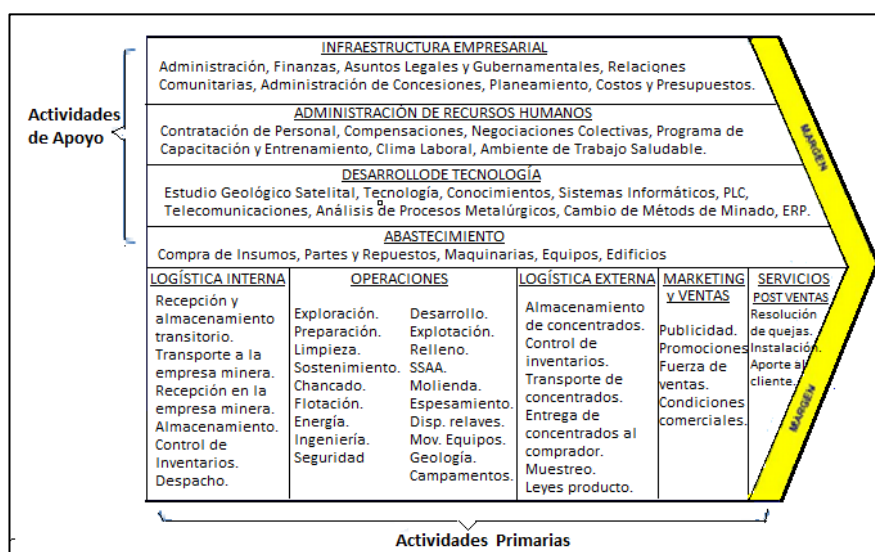 INFRAESTRUCTURA EMPRESARIAL
Administración, Finanzas, Asuntos Legales y Gubernamentales, Relaciones
Comunitarias, Administración de Concesiones, Planeamiento, Costos y Presupuestos.
Actividades
de Apoyo
ADMINISTRACIÓN DE RECURSOS HUMANOS
Contratación de Personal, Compensaciones, Negociaciones Colectivas, Programa de
Capacitación y Entrenamiento, Clima Laboral, Ambiente de Trabajo Saludable.
DESARROLLODE TECNOLOGÍA
Estudio Geológico Satelital, Tecnología, Conocimientos, Sistemas Informáticos, PLC,
Telecomunicaciones, Análisis de Procesos Metalúrgicos, Cambio de Métods de Minado, ERP.
ABASTECIMIENTO
Compra de Insumos, Partes y Repuestos, Maquinarias, Equipos, Edificios
MARGEN
LOGÍSTICA INTERNA
Recepción y
almacenamiento
transitorio.
Transporte a la
empresa minera.
Recepción en la
empresa minera.
Almacenamiento.
Control de
Inventarios.
Despacho.
OPERACIONES
Exploración.
Preparación.
Limpieza.
Sostenimiento.
Chancado.
Flotación.
Energía.
Ingeniería.
Seguridad
Desarrollo.
Explotación.
Relleno.
SSAA.
Molienda.
Espesamiento.
Disp. relaves.
Mov. Equipos.
Geología.
Campamentos.
LOGÍSTICA EXTERNA
Almacenamiento
de concentrados.
Control de
inventarios.
Transporte de
concentrados.
Entrega de
concentrados al
comprador.
Muestreo.
Leyes producto.
MARKETING
y VENTAS
Publicidad.
Promociones
Fuerza de
ventas.
Condiciones
comerciales.
SERVICIOS
POST VENTAS
Resolución
de quejas.
Instalación.
Aporte al
cliente.
MARGEN
Actividades Primarias